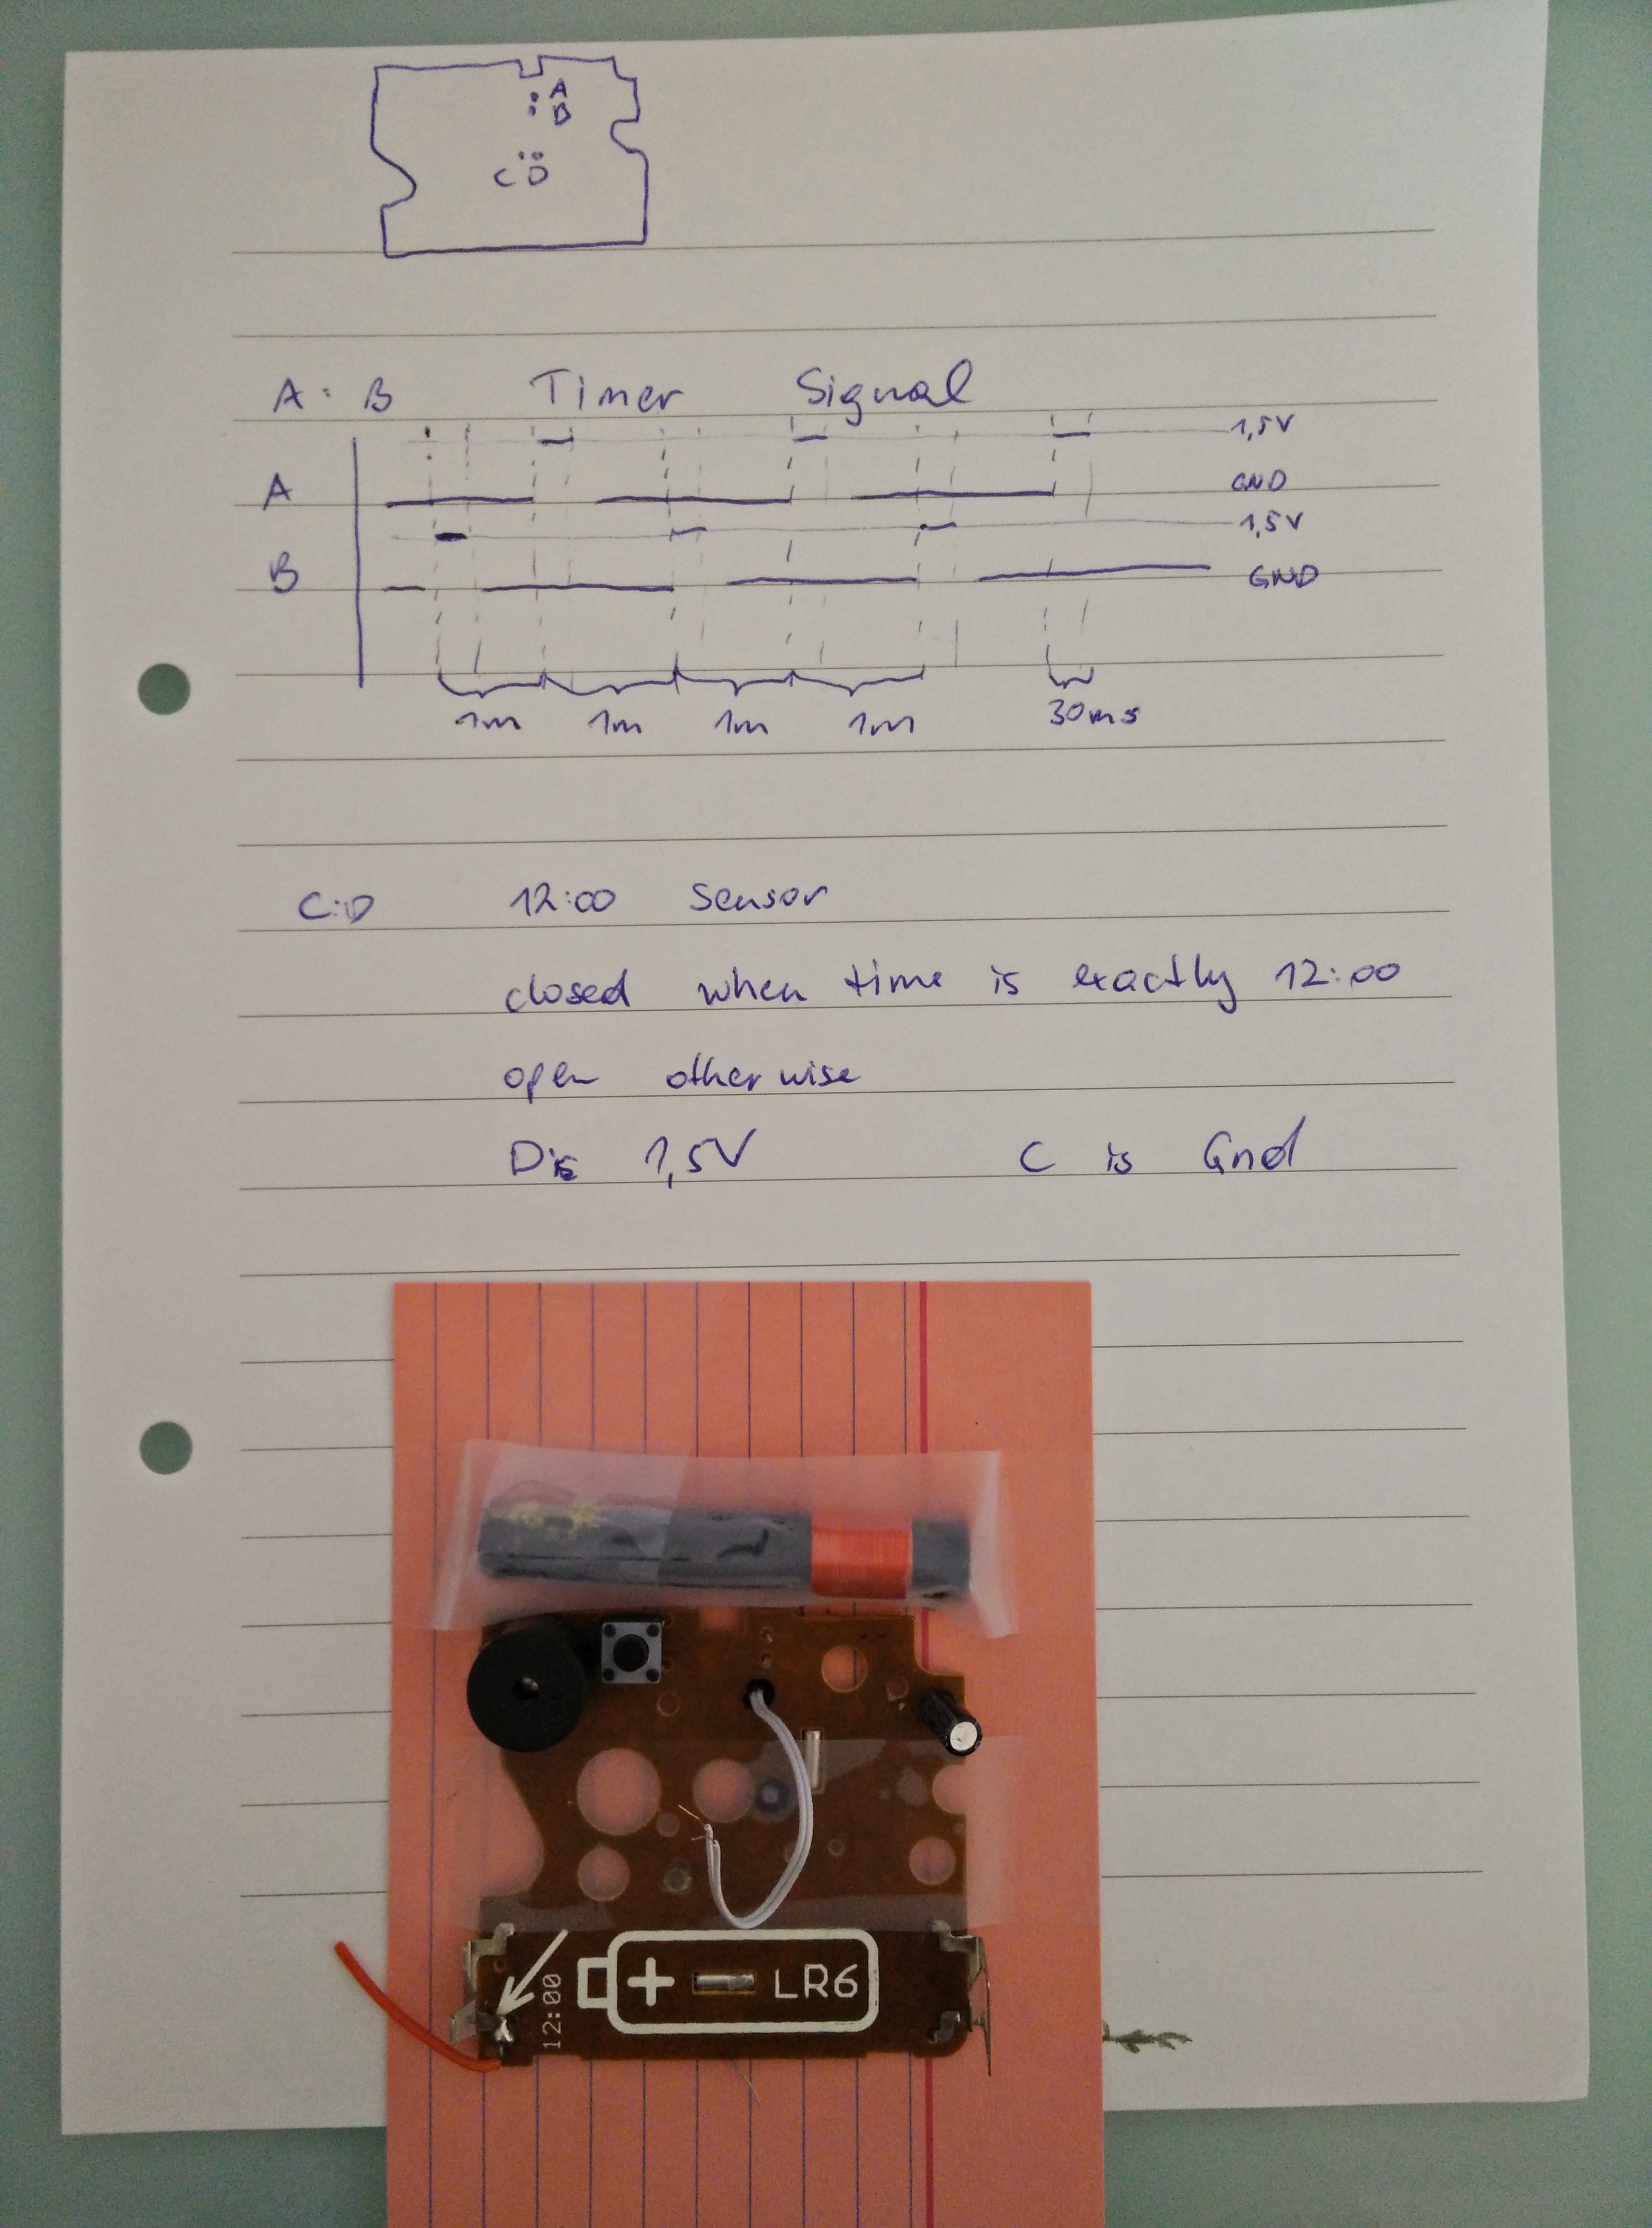 A
B
C D
A : B Timer Signal
1,5V
A GND
1,5V
B GND
1m 1m 1m 1m 30ms
C:D 12:00 Sensor
closed when time is exactly 12:00
open otherwise
D is 1,5V C is Gnd
12:00 + LR6